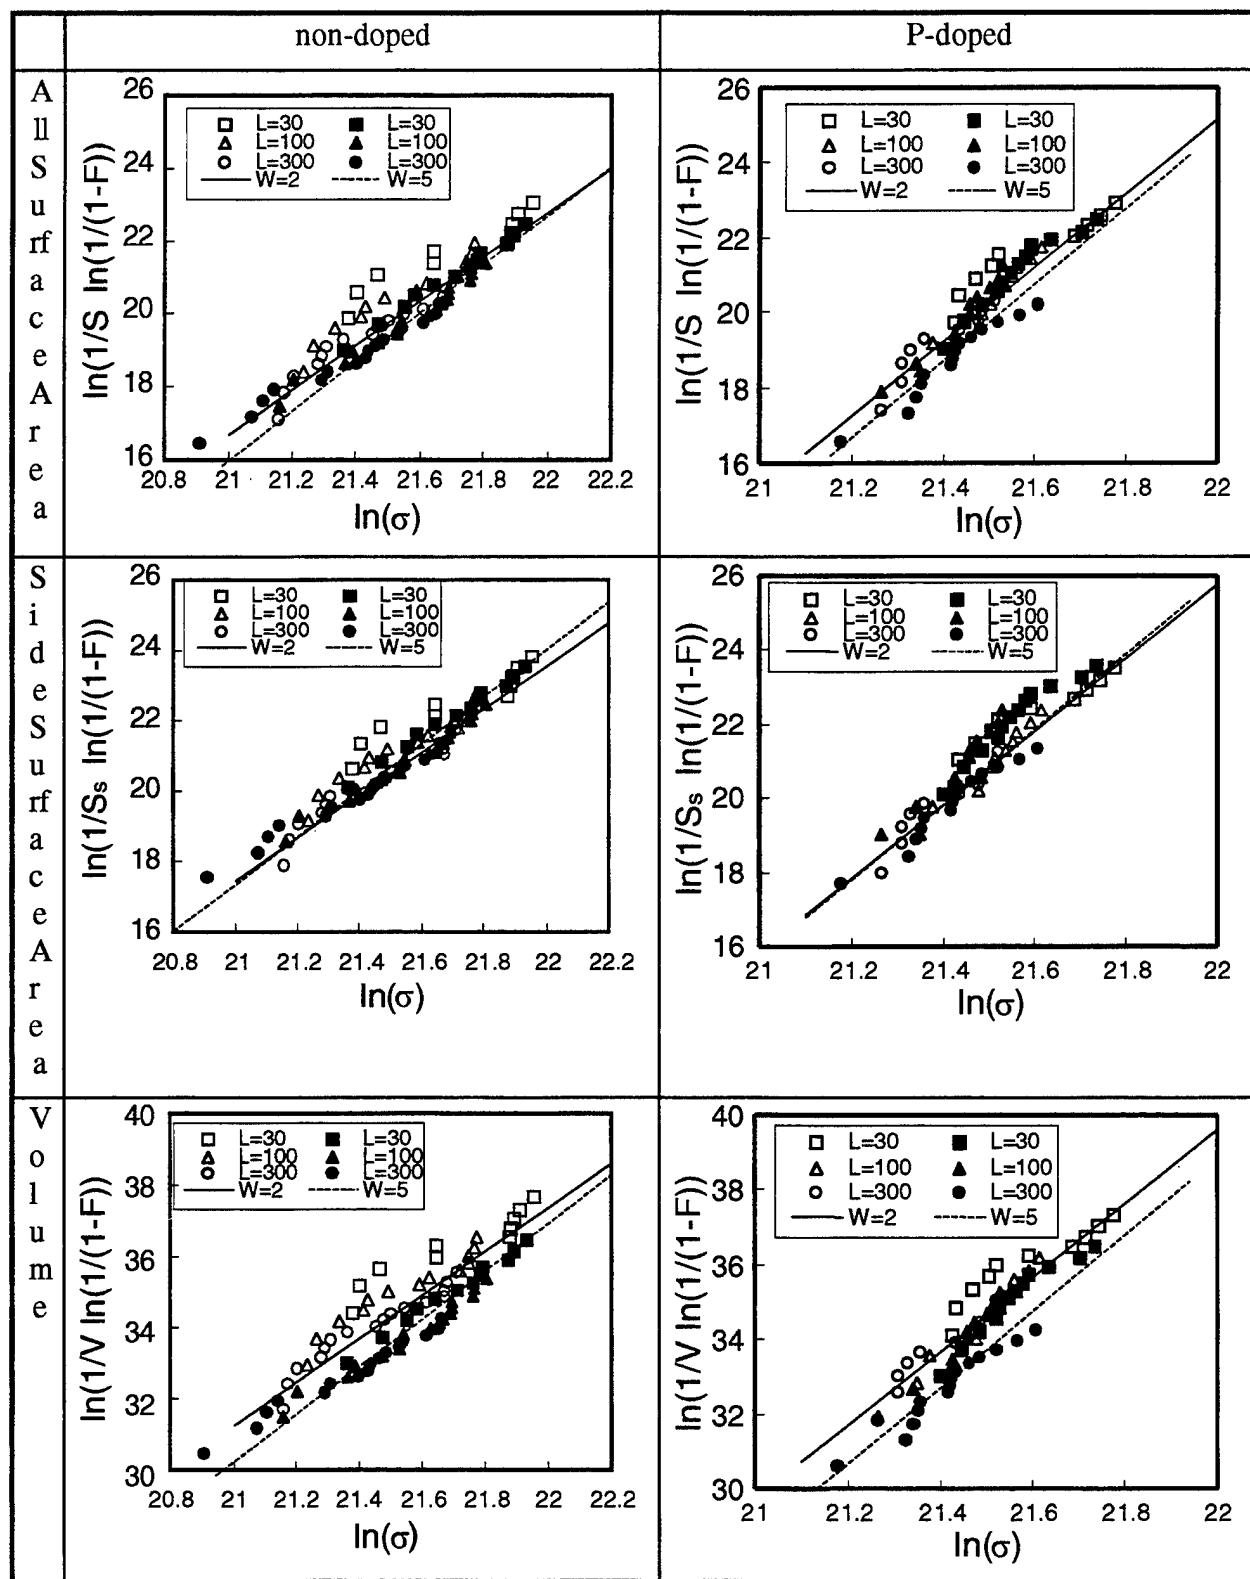 non-doped P-doped
All Surface Area
ln(1/S ln(1/(1-F))
26
24
22
20
18
16
L=30 L=30
L=100 L=100
L=300 L=300
W=2 W=5
20.8 21 21.2 21.4 21.6 21.8 22 22.2
ln(σ)
ln(1/S ln(1/(1-F))
26
24
22
20
18
16
L=30 L=30
L=100 L=100
L=300 L=300
W=2 W=5
21 21.2 21.4 21.6 21.8 22
ln(σ)
Side Surface Area
ln(1/Ss ln(1/(1-F))
26
24
22
20
18
16
L=30 L=30
L=100 L=100
L=300 L=300
W=2 W=5
20.8 21 21.2 21.4 21.6 21.8 22 22.2
ln(σ)
ln(1/Ss ln(1/(1-F))
26
24
22
20
18
16
L=30 L=30
L=100 L=100
L=300 L=300
W=2 W=5
21 21.2 21.4 21.6 21.8 22
ln(σ)
Volume
ln(1/V ln(1/(1-F))
40
38
36
34
32
30
L=30 L=30
L=100 L=100
L=300 L=300
W=2 W=5
20.8 21 21.2 21.4 21.6 21.8 22 22.2
ln(σ)
ln(1/V ln(1/(1-F))
40
38
36
34
32
30
L=30 L=30
L=100 L=100
L=300 L=300
W=2 W=5
21 21.2 21.4 21.6 21.8 22
ln(σ)